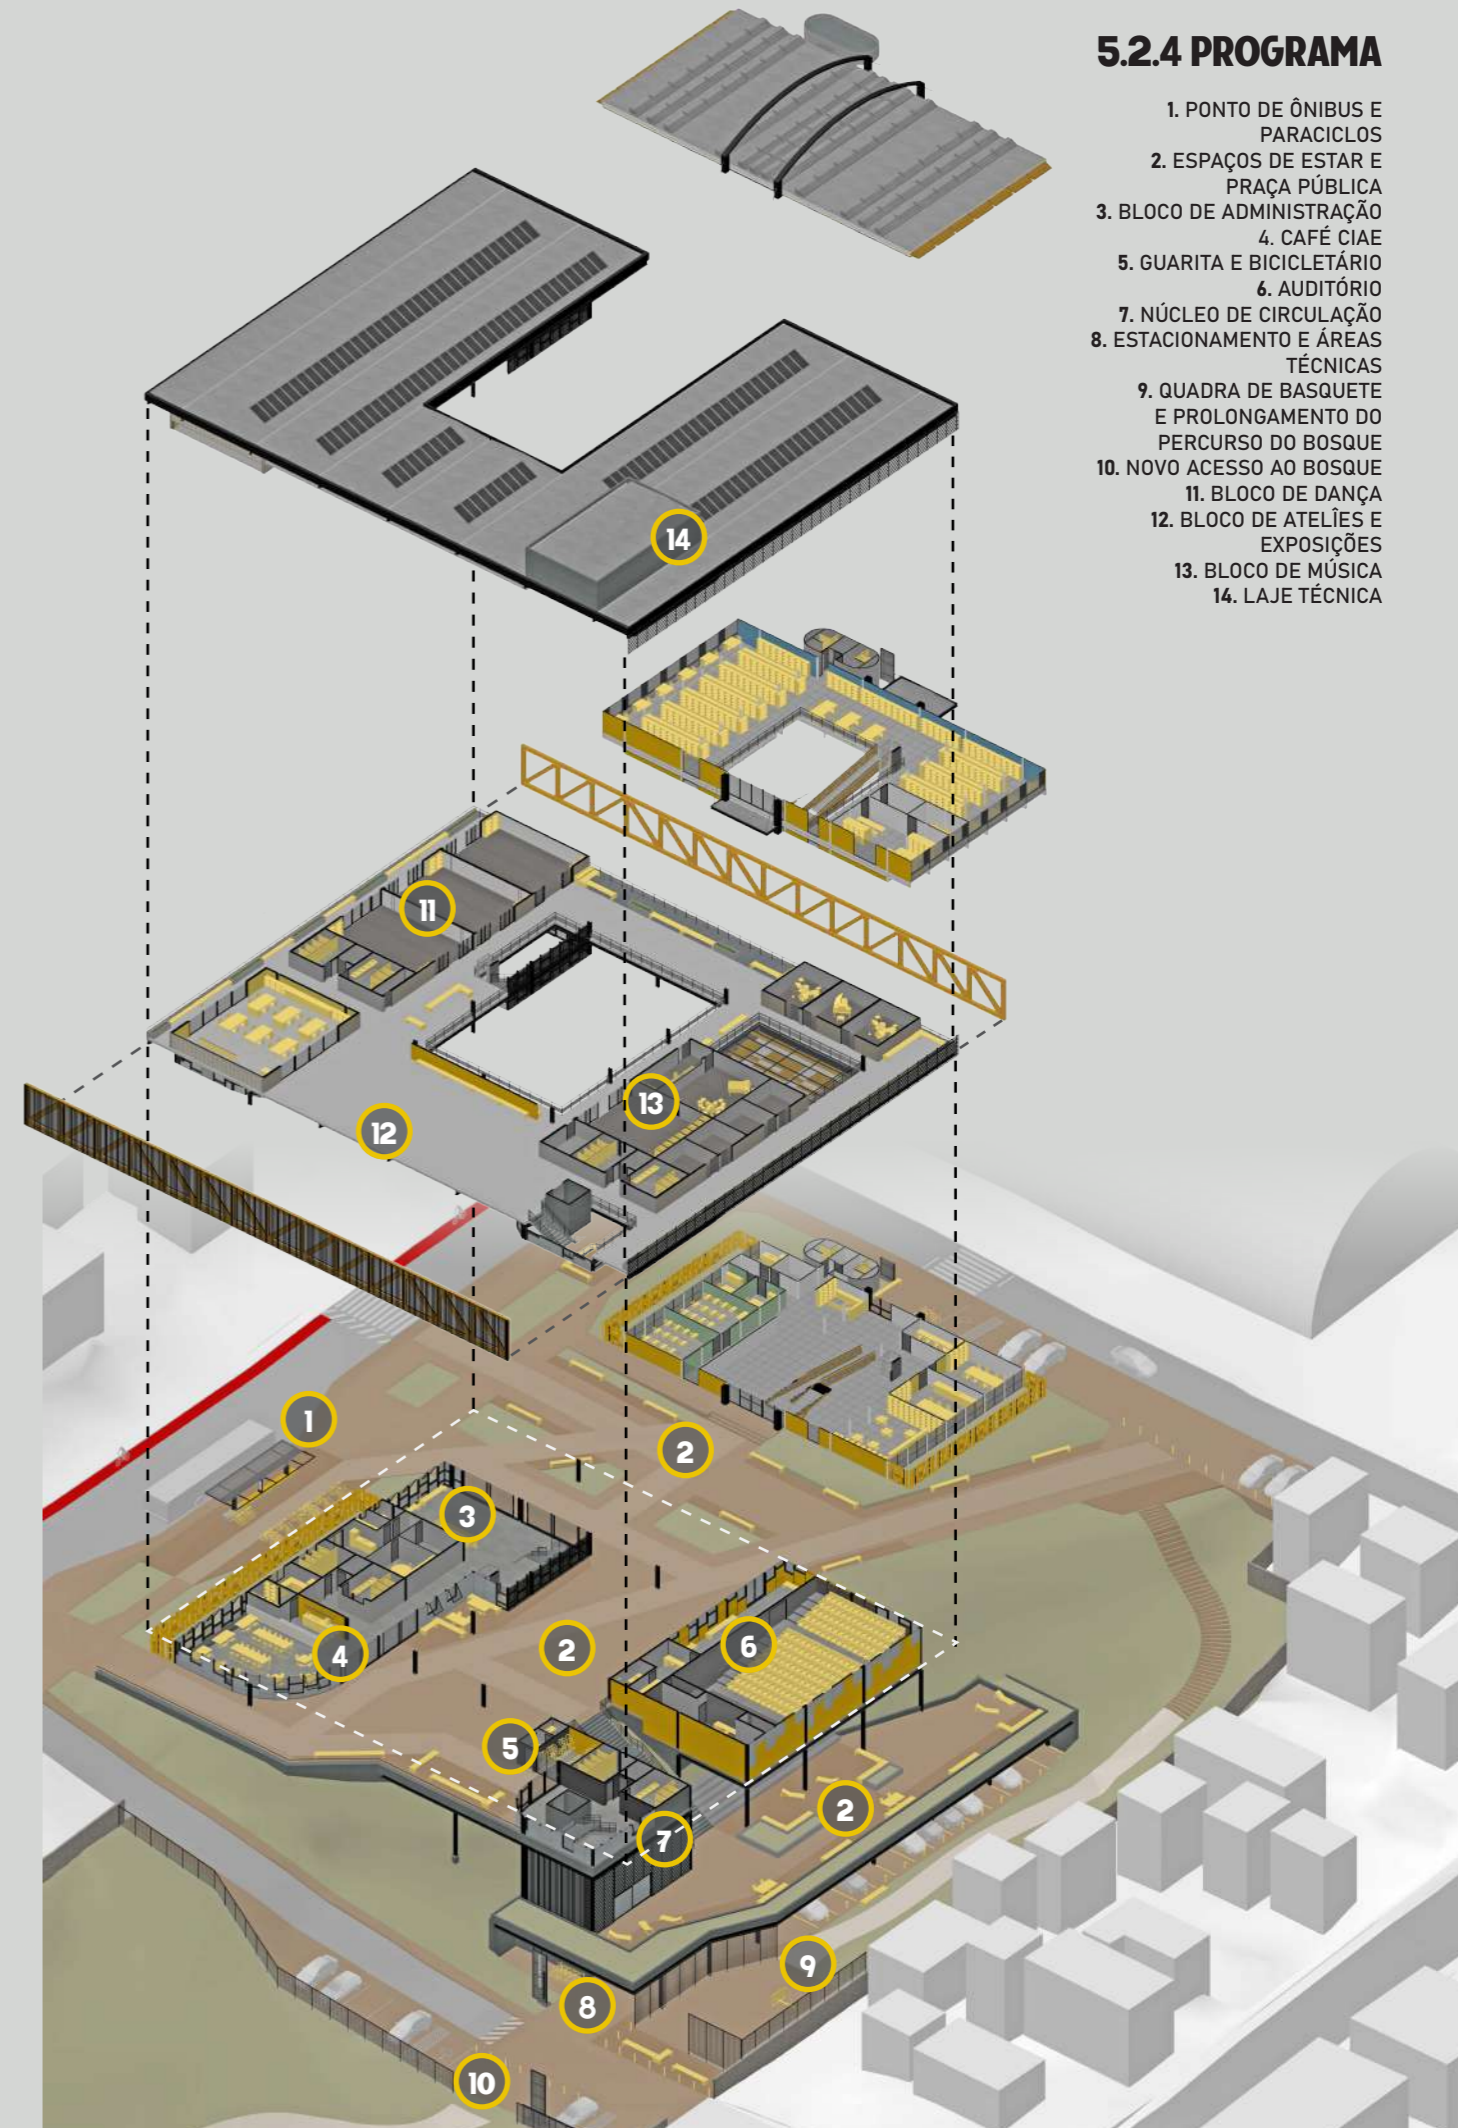 5.2.4 PROGRAMA
1. PONTO DE ÔNIBUS E
PARACICLOS
2. ESPAÇOS DE ESTAR E
PRAÇA PÚBLICA
3. BLOCO DE ADMINISTRAÇÃO
4. CAFÉ CIAE
5. GUARITA E BICICLETÁRIO
6. AUDITÓRIO
7. NÚCLEO DE CIRCULAÇÃO
8. ESTACIONAMENTO E ÁREAS
TÉCNICAS
9. QUADRA DE BASQUETE
E PROLONGAMENTO DO
PERCURSO DO BOSQUE
10. NOVO ACESSO AO BOSQUE
11. BLOCO DE DANÇA
12. BLOCO DE ATELÎES E
EXPOSIÇÕES
13. BLOCO DE MÚSICA
14. LAJE TÉCNICA
14
11
13
12
1
2
3
2
6
4
5
2
7
9
8
10